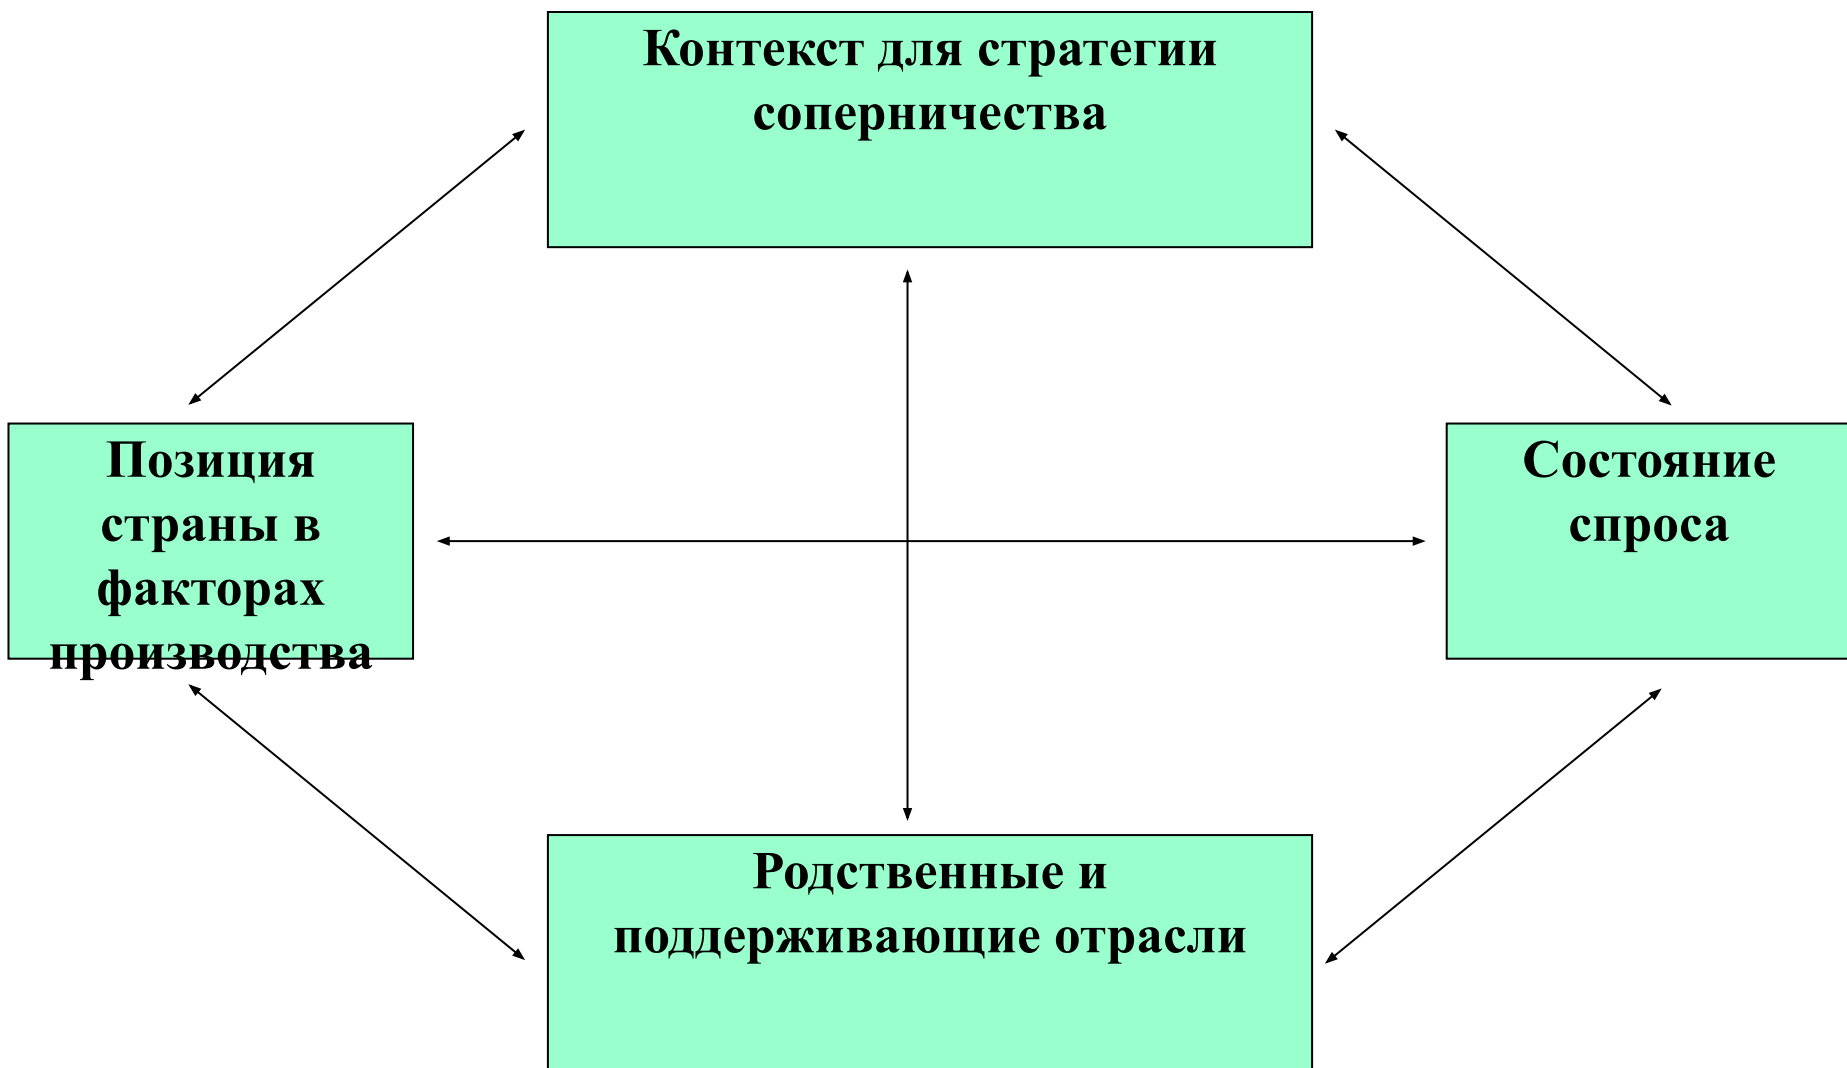 Контекст для стратегии
соперничества
Позиция
страны в
факторах
производства
Состояние
спроса
Родственные и
поддерживающие отрасли